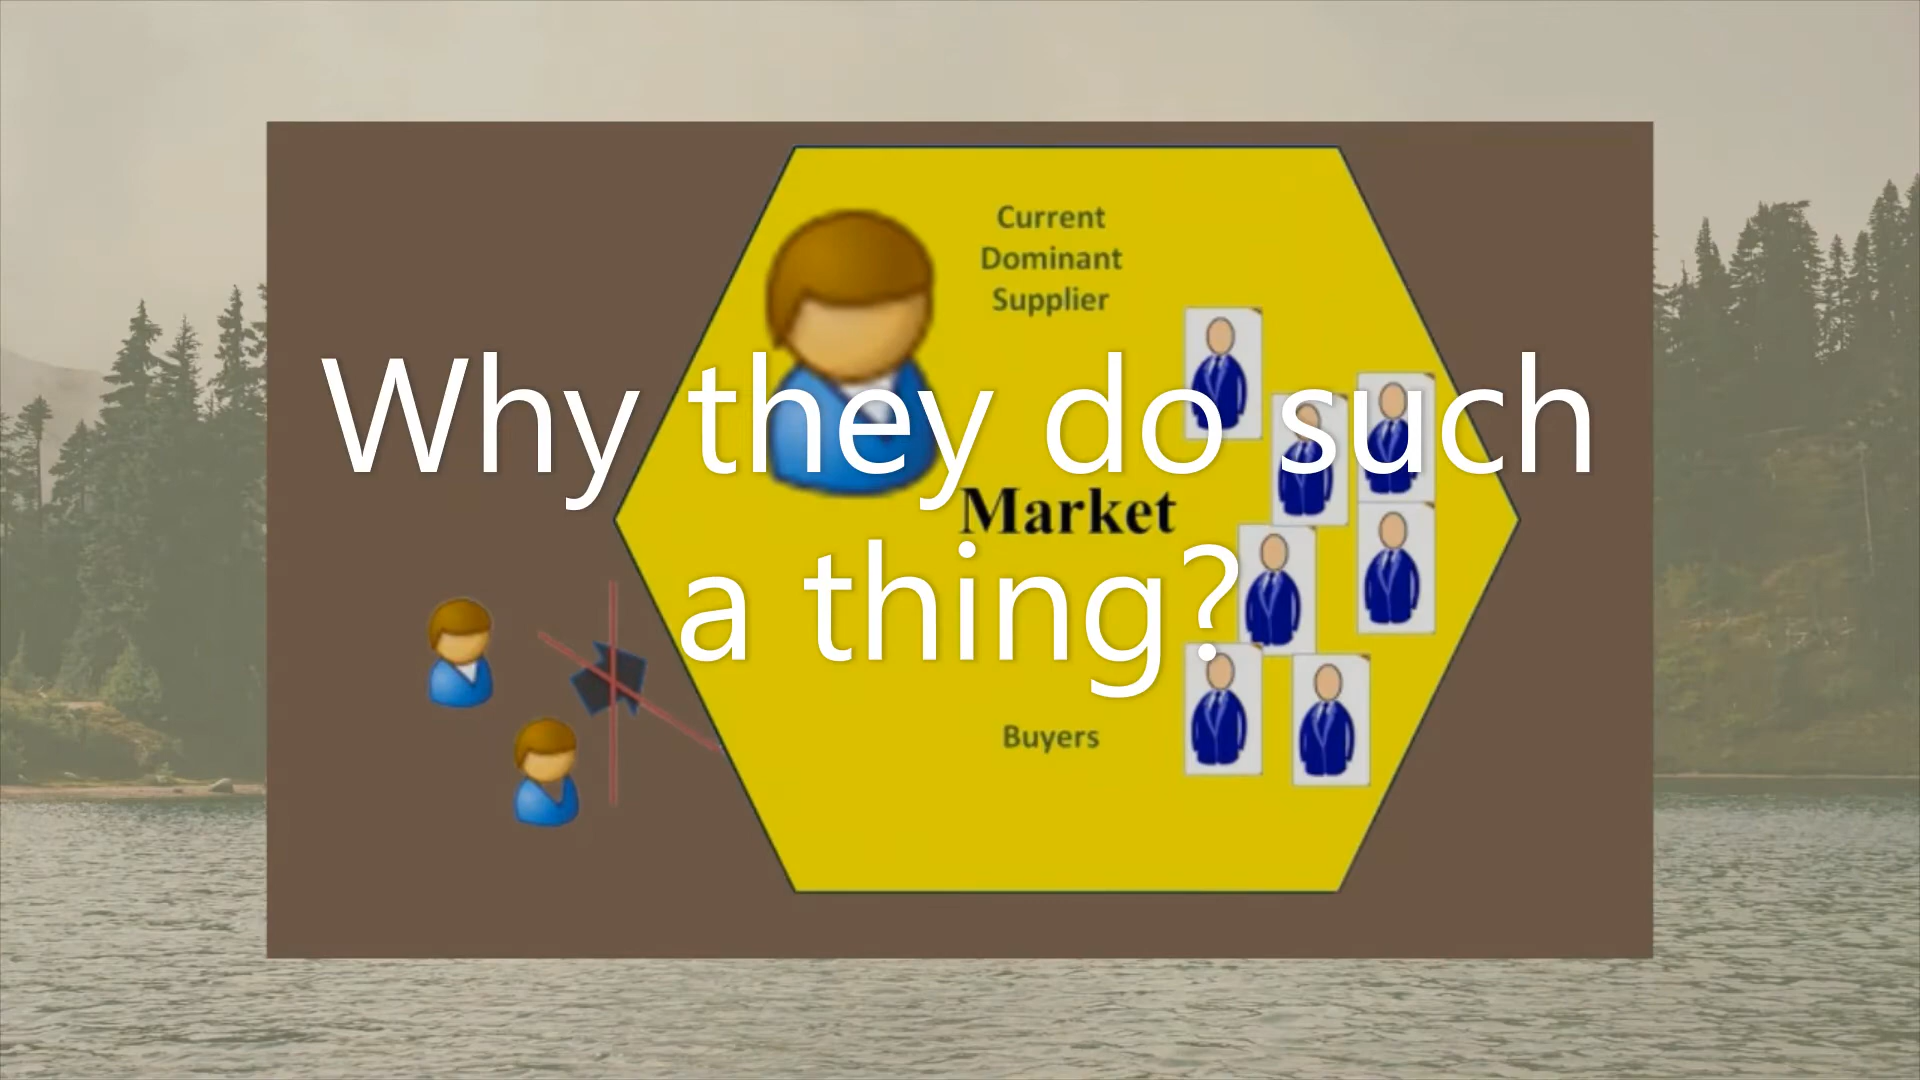 Current
Dominant
Supplier
Why they do such
Market
a thing?
Buyers